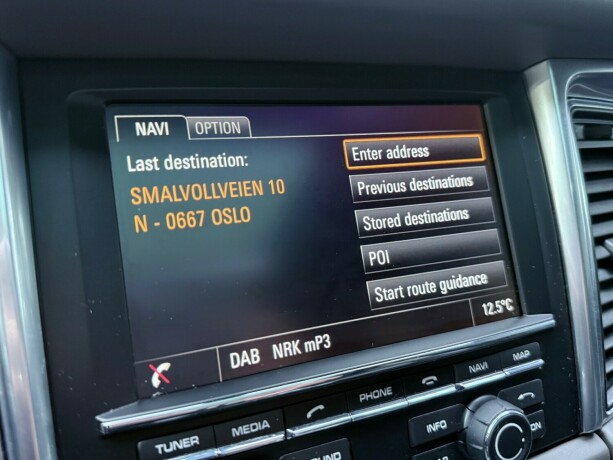 NAVI OPTION
Last destination:
SMALVOLLVEIEN 10
N - 0667 OSLO
Enter address
Previous destinations
Stored destinations
POI
Start route guidance
DAB NRK mP3
12.5°C
TUNER MEDIA PHONE NAVI MAP
INFO